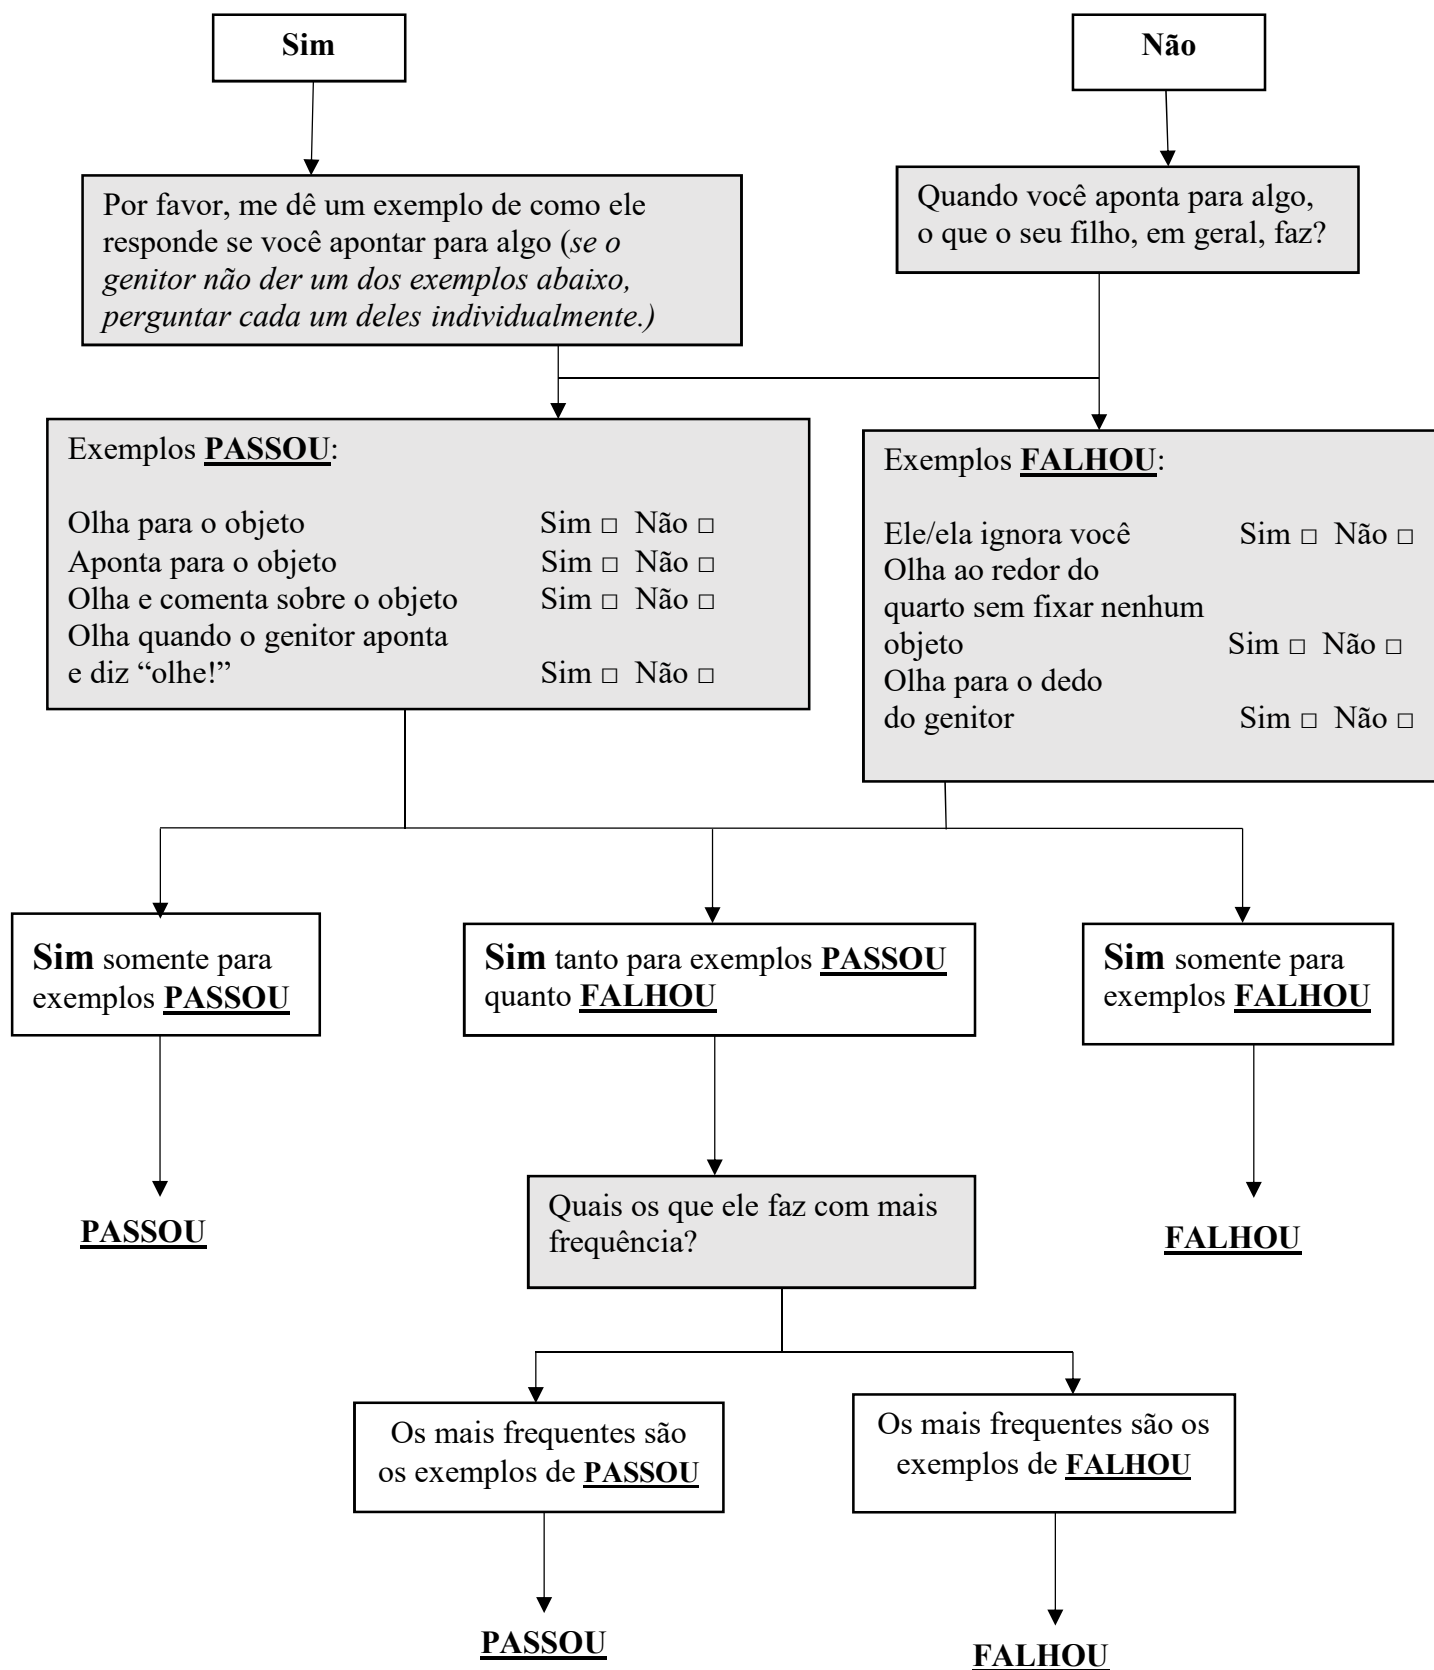 Sim
Não
Por favor, me dê um exemplo de como ele
responde se você apontar para algo (se o
genitor não der um dos exemplos abaixo,
perguntar cada um deles individualmente.)
Quando você aponta para algo,
o que o seu filho, em geral, faz?
Exemplos PASSOU:
Olha para o objeto Sim □ Não □
Aponta para o objeto Sim □ Não □
Olha e comenta sobre o objeto Sim □ Não □
Olha quando o genitor aponta
e diz “olhe!” Sim □ Não □
Exemplos FALHOU:
Ele/ela ignora você Sim □ Não □
Olha ao redor do
quarto sem fixar nenhum
objeto Sim □ Não □
Olha para o dedo
do genitor Sim □ Não □
Sim somente para
exemplos PASSOU
Sim tanto para exemplos PASSOU
quanto FALHOU
Sim somente para
exemplos FALHOU
PASSOU
Quais os que ele faz com mais
frequência?
FALHOU
Os mais frequentes são
os exemplos de PASSOU
Os mais frequentes são os
exemplos de FALHOU
PASSOU
FALHOU